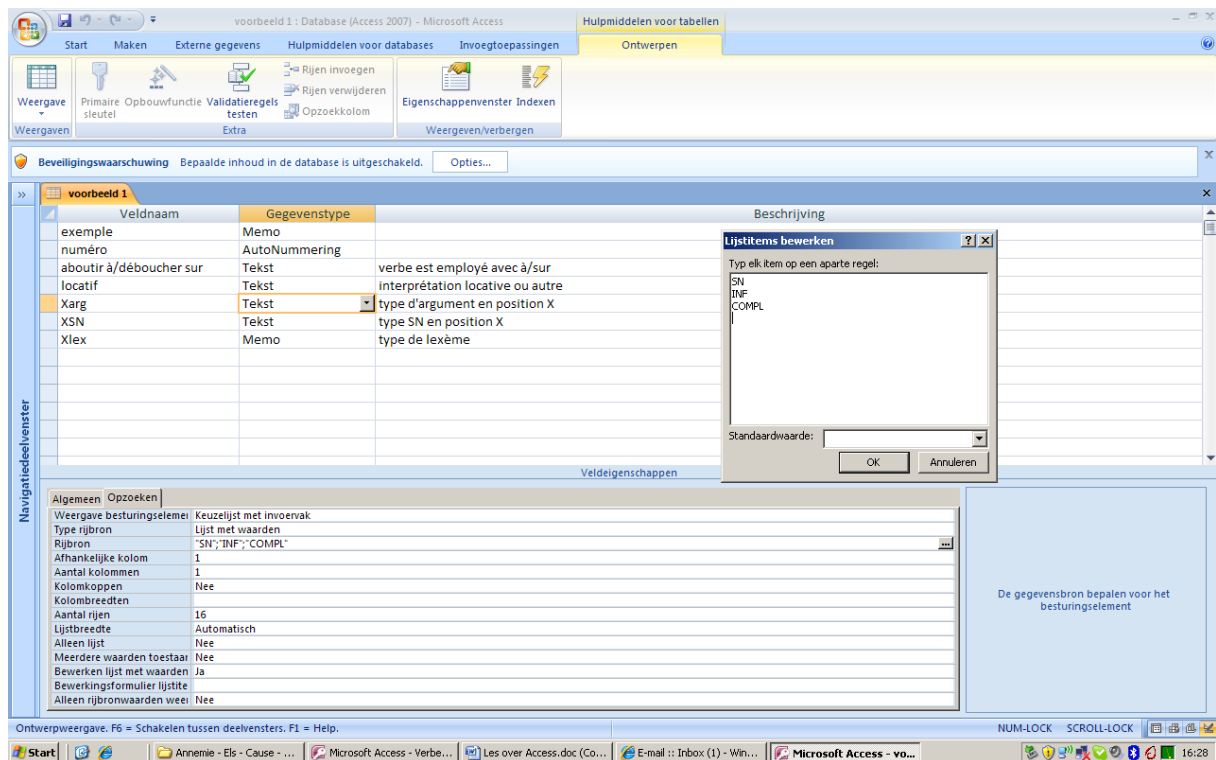 voorbeeld 1 : Database (Access 2007) - Microsoft Access
Hulpmiddelen voor tabellen
Start Maken Externe gegevens Hulpmiddelen voor databases Invoegtoepassingen Ontwerpen
Weergave
Primaire sleutel
Opbouwfunctie
Validatieregels testen
Rijen invoegen
Rijen verwijderen
Opzoekkolom
Eigenschappenvenster
Indexen
Weergaven Extra Weergeven/verbergen
Beveiligingswaarschuwing Bepaalde inhoud in de database is uitgeschakeld. Opties...
voorbeeld 1
Veldnaam Gegevenstype Beschrijving
exemple Memo
numéro AutoNummering
aboutir à/déboucher sur Tekst verbe est employé avec à/sur
locatif Tekst interprétation locative ou autre
Xarg Tekst type d'argument en position X
XSN Tekst type SN en position X
Xlex Memo type de lexème
Lijstitems bewerken
Typ elk item op een aparte regel:
SN
INF
COMPL
Standaardwaarde:
OK Annuleren
Navigatiedeelvenster
Veldeigenschappen
Algemeen Opzoeken
Weergave besturingselemei Keuzelijst met invoervak
Type rijbron Lijst met waarden
Rijbron "SN";"INF";"COMPL"
Afhankelijke kolom 1
Aantal kolommen 1
Kolomkoppen Nee
Kolombreedten
Aantal rijen 16
Lijstbreedte Automatisch
Alleen lijst Nee
Meerdere waarden toestaar Nee
Bewerken lijst met waarden Ja
Bewerkingsformulier lijstite
Alleen rijbronwaarden weei Nee
De gegevensbron bepalen voor het
besturingselement
Ontwerpweergave. F6 = Schakelen tussen deelvensters. F1 = Help. NUM-LOCK SCROLL-LOCK
Start Annemie - Els - Cause - ... Microsoft Access - Verbe... Les over Access.doc (Co... E-mail :: Inbox (1) - Win... Microsoft Access - vo... 16:28